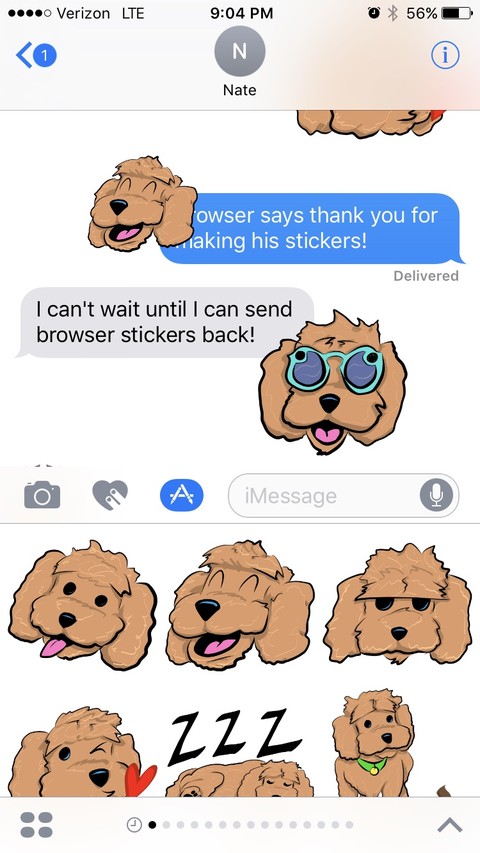 Verizon LTE 9:04 PM 56%
1
N
Nate
rowser says thank you for
aking his stickers!
Delivered
I can't wait until I can send
browser stickers back!
iMessage
ZZZ